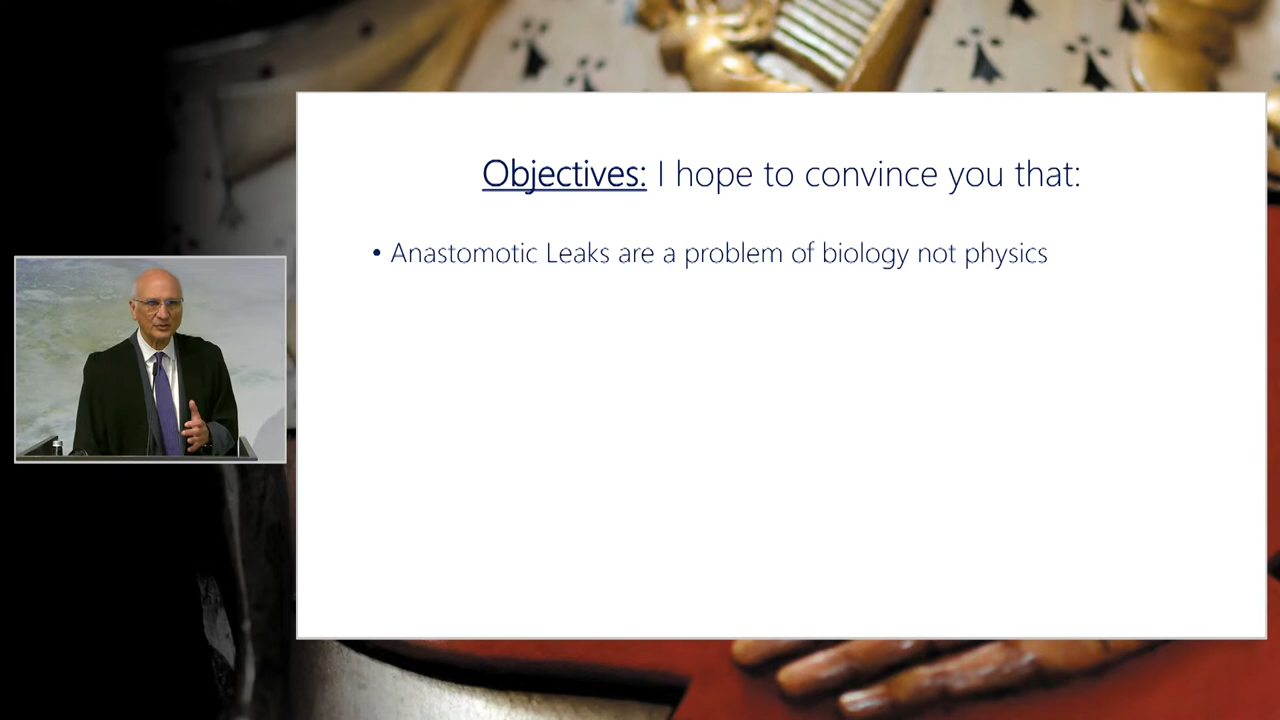 Objectives: I hope to convince you that:
• Anastomotic Leaks are a problem of biology not physics